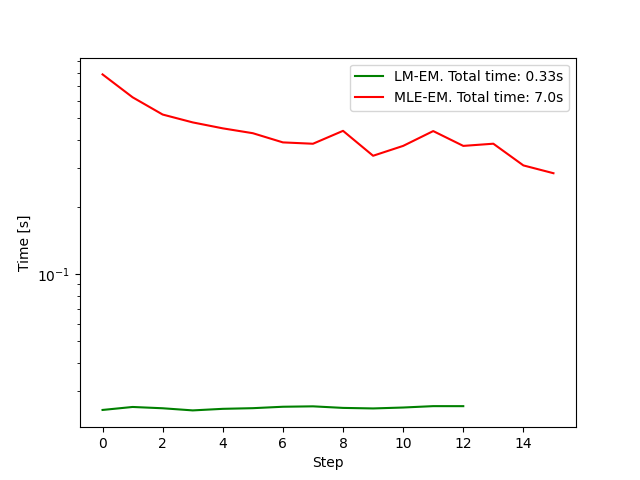 LM-EM. Total time: 0.33s
MLE-EM. Total time: 7.0s
Time [s]
10⁻¹
0 2 4 6 8 10 12 14
Step